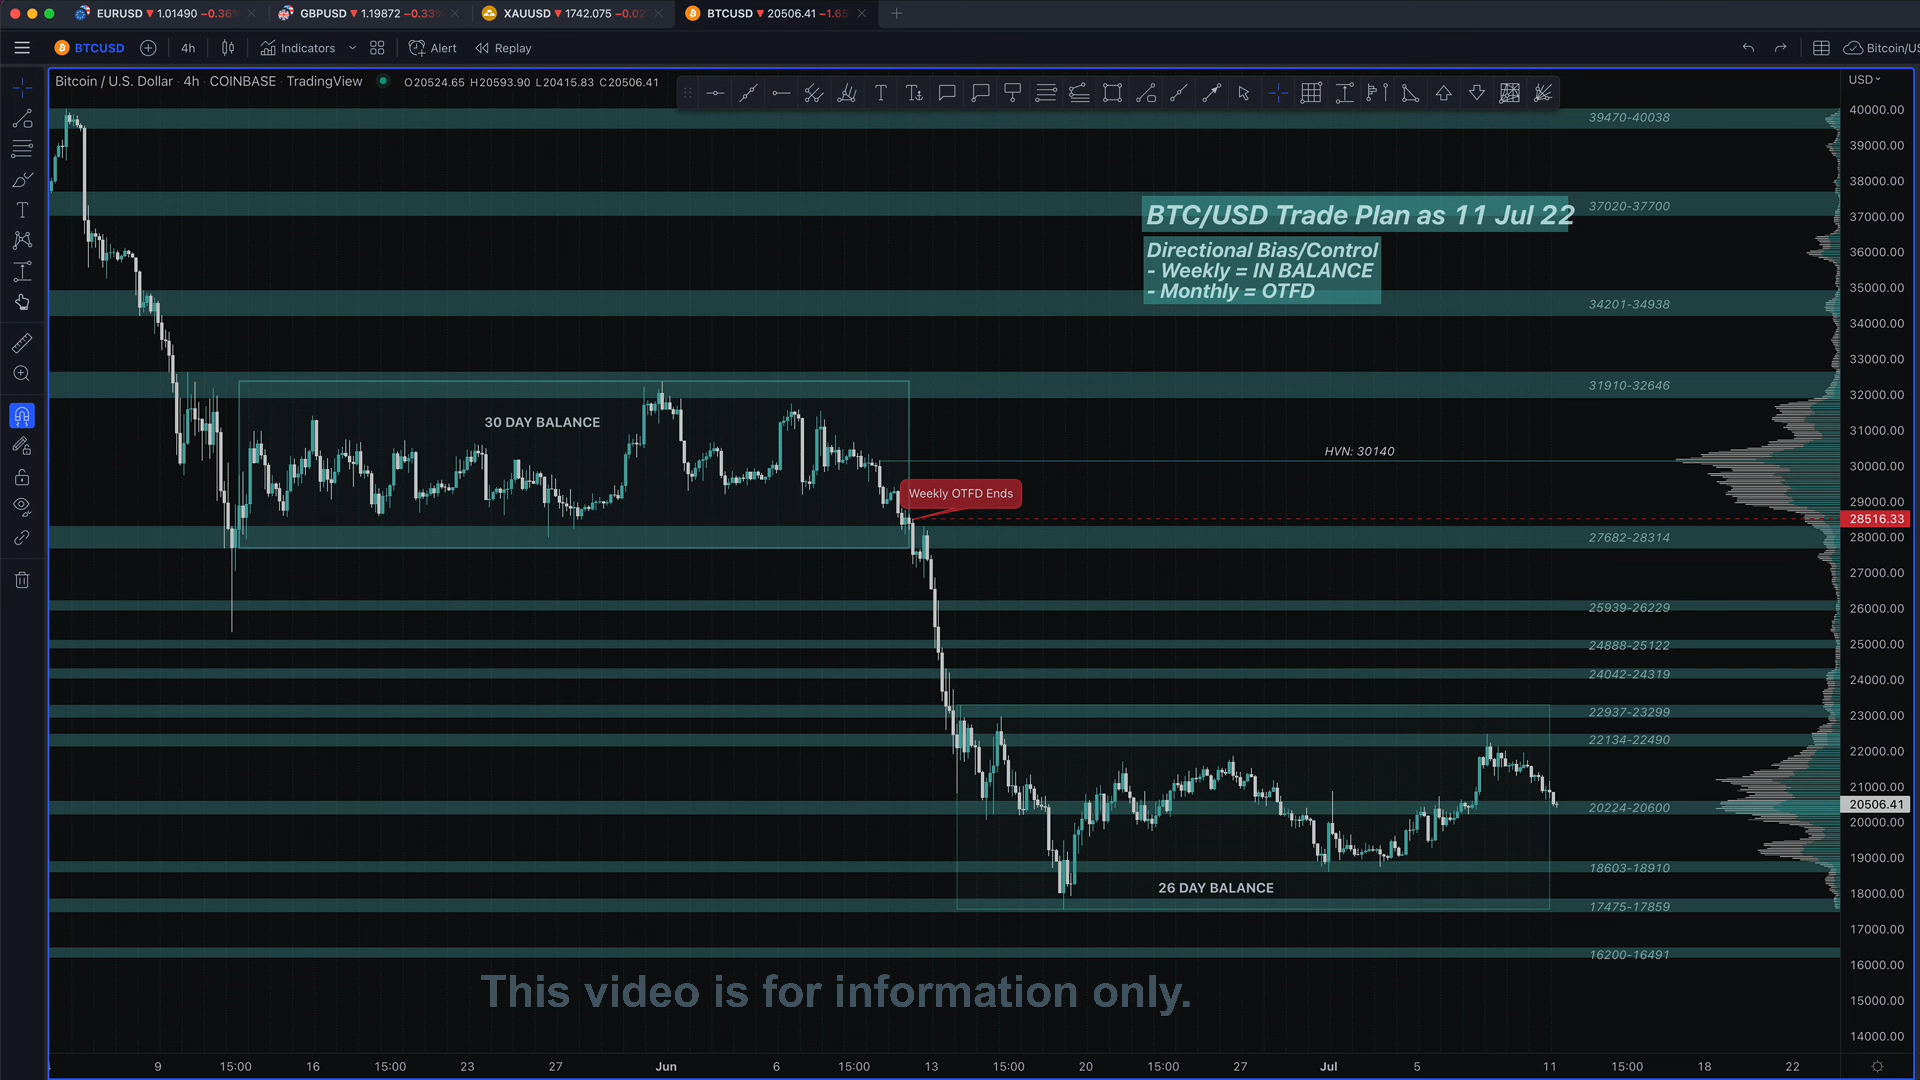 EURUSD ▼ 1.01490 −0.36%
GBPUSD ▼ 1.19872 −0.33%
XAUUSD ▼ 1742.075 −0.02
BTCUSD ▼ 20506.41 −1.65
BTCUSD
4h
Indicators
Alert
Replay
Bitcoin/US
Bitcoin / U.S. Dollar · 4h · COINBASE · TradingView
O20524.65 H20593.90 L20415.83 C20506.41
USD
39470-40038
37020-37700
BTC/USD Trade Plan as 11 Jul 22
Directional Bias/Control
- Weekly = IN BALANCE
- Monthly = OTFD
34201-34938
31910-32646
30 DAY BALANCE
HVN: 30140
Weekly OTFD Ends
27682-28314
25939-26229
24888-25122
24042-24319
22937-23299
22134-22490
20224-20600
18603-18910
26 DAY BALANCE
17475-17859
16200-16491
This video is for information only.
40000.00
39000.00
38000.00
37000.00
36000.00
35000.00
34000.00
33000.00
32000.00
31000.00
30000.00
29000.00
28516.33
28000.00
27000.00
26000.00
25000.00
24000.00
23000.00
22000.00
21000.00
20506.41
20000.00
19000.00
18000.00
17000.00
16000.00
15000.00
14000.00
9 15:00 16 15:00 23 27 Jun 6 15:00 13 15:00 20 15:00 27 Jul 5 11 15:00 18 22